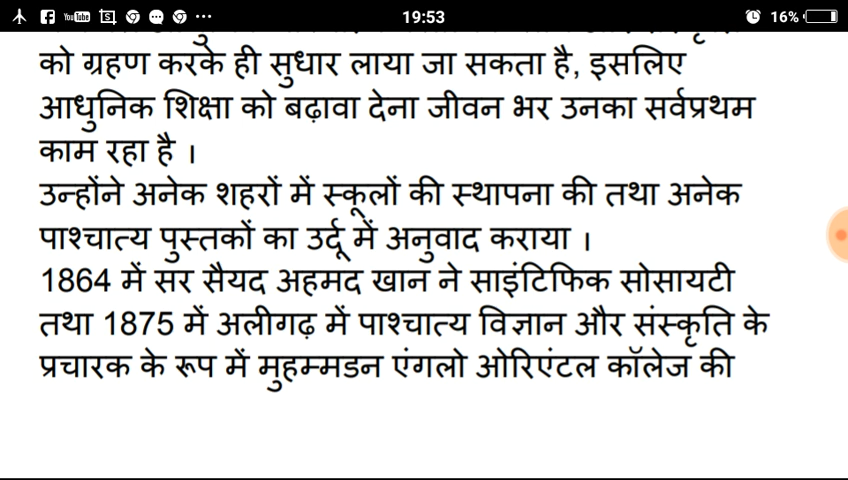 19:53
16%
को ग्रहण करके ही सुधार लाया जा सकता है, इसलिए
आधुनिक शिक्षा को बढ़ावा देना जीवन भर उनका सर्वप्रथम
काम रहा है ।
उन्होंने अनेक शहरों में स्कूलों की स्थापना की तथा अनेक
पाश्चात्य पुस्तकों का उर्दू में अनुवाद कराया ।
1864 में सर सैयद अहमद खान ने साइंटिफिक सोसायटी
तथा 1875 में अलीगढ़ में पाश्चात्य विज्ञान और संस्कृति के
प्रचारक के रूप में मुहम्मडन एंगलो ओरिएंटल कॉलेज की